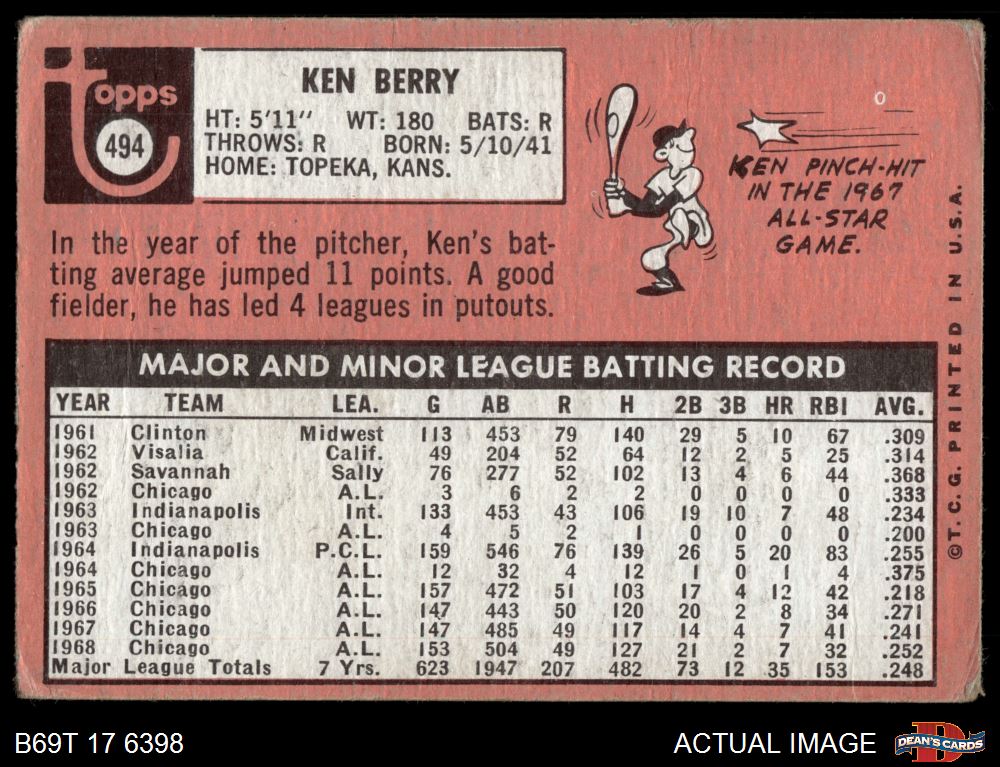 topps
494
KEN BERRY
HT: 5'11" WT: 180 BATS: R
THROWS: R BORN: 5/10/41
HOME: TOPEKA, KANS.
KEN PINCH-HIT
IN THE 1967
ALL-STAR
GAME.
In the year of the pitcher, Ken's bat-
ting average jumped 11 points. A good
fielder, he has led 4 leagues in putouts.
MAJOR AND MINOR LEAGUE BATTING RECORD
YEAR TEAM LEA. G AB R H 2B 3B HR RBI AVG.
1961 Clinton Midwest 113 453 79 140 29 5 10 67 .309
1962 Visalia Calif. 49 204 52 64 12 2 5 25 .314
1962 Savannah Sally 76 277 52 102 13 4 6 44 .368
1962 Chicago A.L. 3 6 2 2 0 0 0 0 .333
1963 Indianapolis Int. 133 453 43 106 19 10 7 48 .234
1963 Chicago A.L. 4 5 2 1 0 0 0 0 .200
1964 Indianapolis P.C.L. 159 546 76 139 26 5 20 83 .255
1964 Chicago A.L. 12 32 4 12 1 0 1 4 .375
1965 Chicago A.L. 157 472 51 103 17 4 12 42 .218
1966 Chicago A.L. 147 443 50 120 20 2 8 34 .271
1967 Chicago A.L. 147 485 49 117 14 4 7 41 .241
1968 Chicago A.L. 153 504 49 127 21 2 7 32 .252
Major League Totals 7 Yrs. 623 1947 207 482 73 12 35 153 .248
©T.C.G. PRINTED IN U.S.A.
B69T 17 6398
ACTUAL IMAGE
DEAN'S CARDS